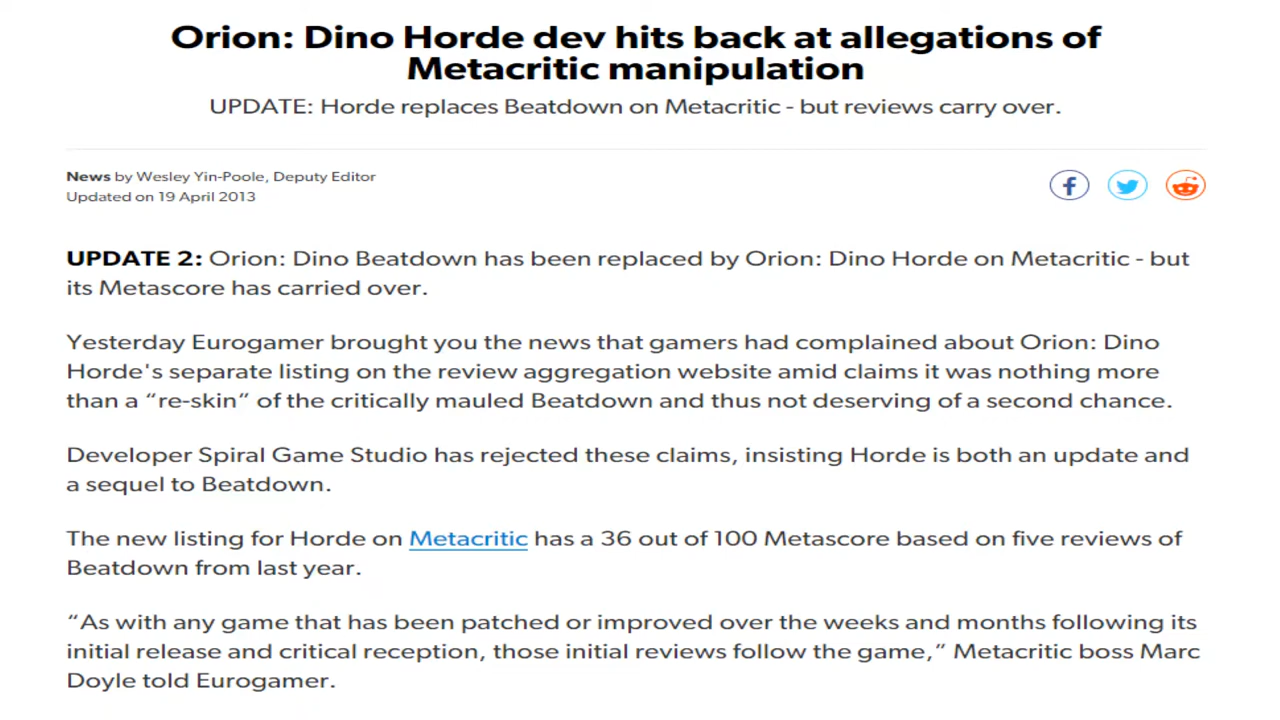 Orion: Dino Horde dev hits back at allegations of
Metacritic manipulation
UPDATE: Horde replaces Beatdown on Metacritic - but reviews carry over.
News by Wesley Yin-Poole, Deputy Editor
Updated on 19 April 2013
UPDATE 2: Orion: Dino Beatdown has been replaced by Orion: Dino Horde on Metacritic - but
its Metascore has carried over.
Yesterday Eurogamer brought you the news that gamers had complained about Orion: Dino
Horde's separate listing on the review aggregation website amid claims it was nothing more
than a “re-skin” of the critically mauled Beatdown and thus not deserving of a second chance.
Developer Spiral Game Studio has rejected these claims, insisting Horde is both an update and
a sequel to Beatdown.
The new listing for Horde on Metacritic has a 36 out of 100 Metascore based on five reviews of
Beatdown from last year.
“As with any game that has been patched or improved over the weeks and months following its
initial release and critical reception, those initial reviews follow the game,” Metacritic boss Marc
Doyle told Eurogamer.